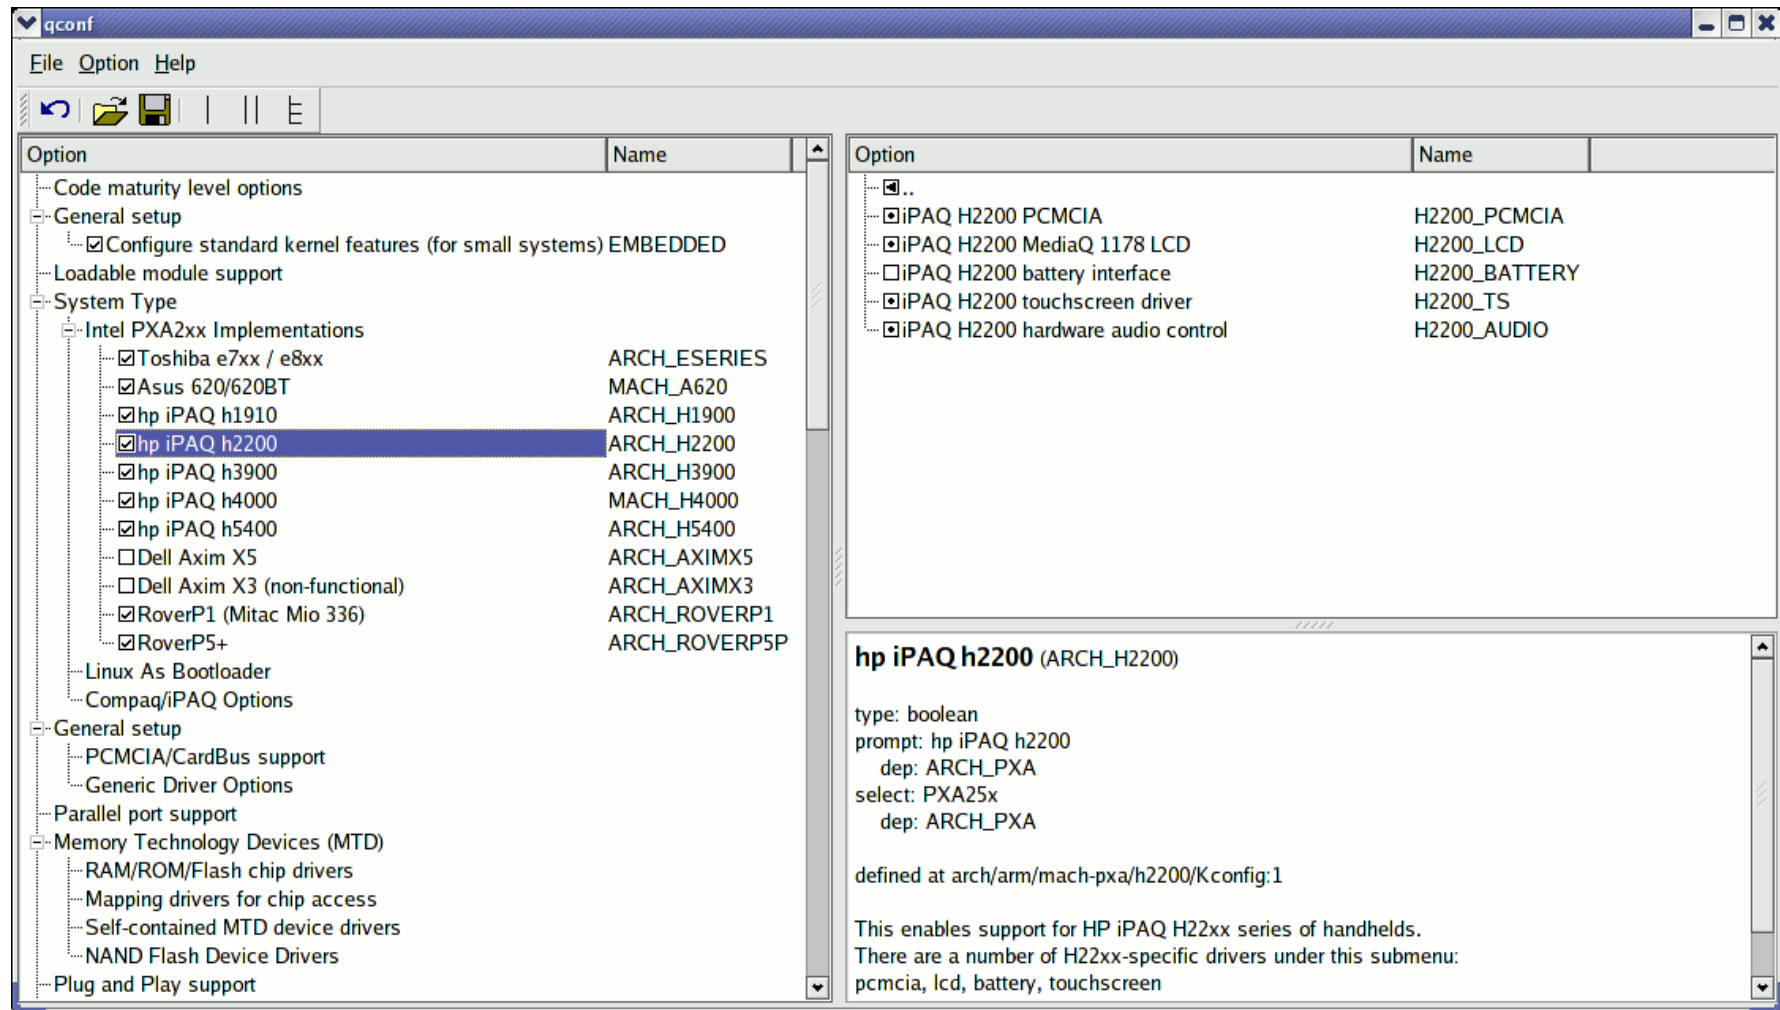 qconf
File Option Help
Option Name
Code maturity level options
General setup
Configure standard kernel features (for small systems) EMBEDDED
Loadable module support
System Type
Intel PXA2xx Implementations
Toshiba e7xx / e8xx ARCH_ESERIES
Asus 620/620BT MACH_A620
hp iPAQ h1910 ARCH_H1900
hp iPAQ h2200 ARCH_H2200
hp iPAQ h3900 ARCH_H3900
hp iPAQ h4000 MACH_H4000
hp iPAQ h5400 ARCH_H5400
Dell Axim X5 ARCH_AXIMX5
Dell Axim X3 (non-functional) ARCH_AXIMX3
RoverP1 (Mitac Mio 336) ARCH_ROVERP1
RoverP5+ ARCH_ROVERP5P
Linux As Bootloader
Compaq/iPAQ Options
General setup
PCMCIA/CardBus support
Generic Driver Options
Parallel port support
Memory Technology Devices (MTD)
RAM/ROM/Flash chip drivers
Mapping drivers for chip access
Self-contained MTD device drivers
NAND Flash Device Drivers
Plug and Play support
Option Name
..
iPAQ H2200 PCMCIA H2200_PCMCIA
iPAQ H2200 MediaQ 1178 LCD H2200_LCD
iPAQ H2200 battery interface H2200_BATTERY
iPAQ H2200 touchscreen driver H2200_TS
iPAQ H2200 hardware audio control H2200_AUDIO
hp iPAQ h2200 (ARCH_H2200)
type: boolean
prompt: hp iPAQ h2200
dep: ARCH_PXA
select: PXA25x
dep: ARCH_PXA
defined at arch/arm/mach-pxa/h2200/Kconfig:1
This enables support for HP iPAQ H22xx series of handhelds.
There are a number of H22xx-specific drivers under this submenu:
pcmcia, lcd, battery, touchscreen